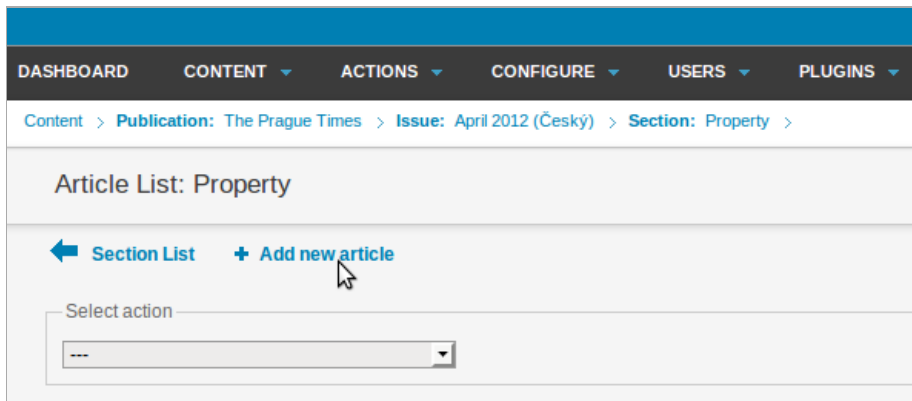 DASHBOARD CONTENT ACTIONS CONFIGURE USERS PLUGINS
Content > Publication: The Prague Times > Issue: April 2012 (Český) > Section: Property >
Article List: Property
Section List + Add new article
Select action
---